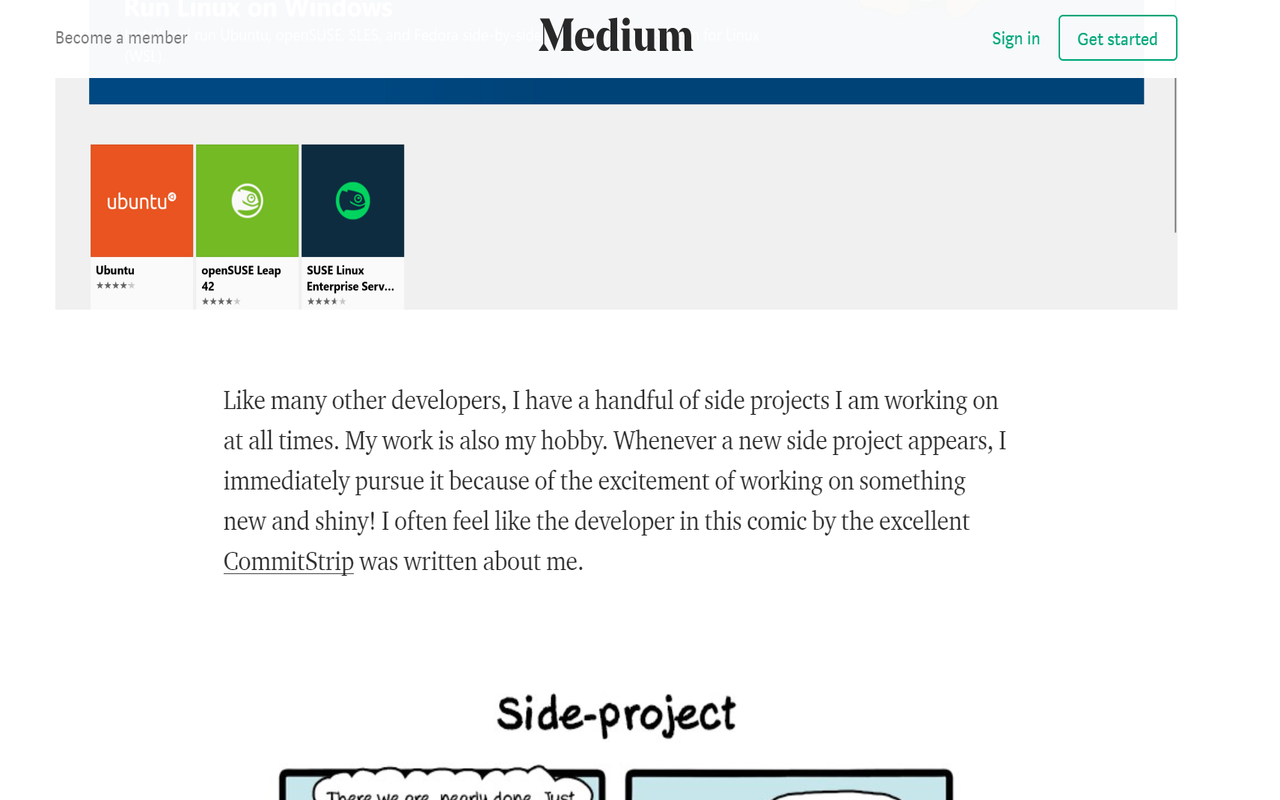 Run Linux on Windows
Become a member
Medium
Sign in
Get started
run Ubuntu, openSUSE, SLES, and Fedora side-by-side
for Linux
(WSL).
ubuntu
Ubuntu
openSUSE Leap
42
SUSE Linux
Enterprise Serv...
Like many other developers, I have a handful of side projects I am working on
at all times. My work is also my hobby. Whenever a new side project appears, I
immediately pursue it because of the excitement of working on something
new and shiny! I often feel like the developer in this comic by the excellent
CommitStrip was written about me.
Side-project
There we are, nearly done. Just